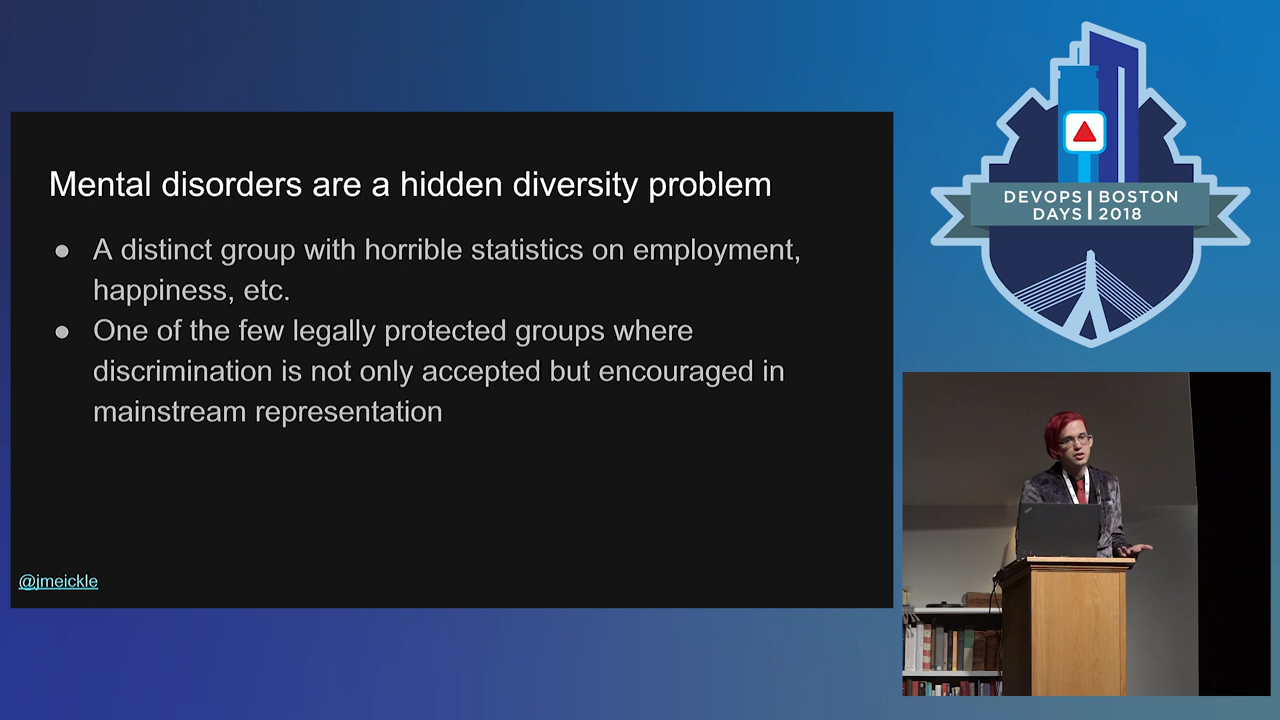 Mental disorders are a hidden diversity problem
● A distinct group with horrible statistics on employment,
happiness, etc.
● One of the few legally protected groups where
discrimination is not only accepted but encouraged in
mainstream representation
@jmeickle
DEVOPS BOSTON
DAYS 2018